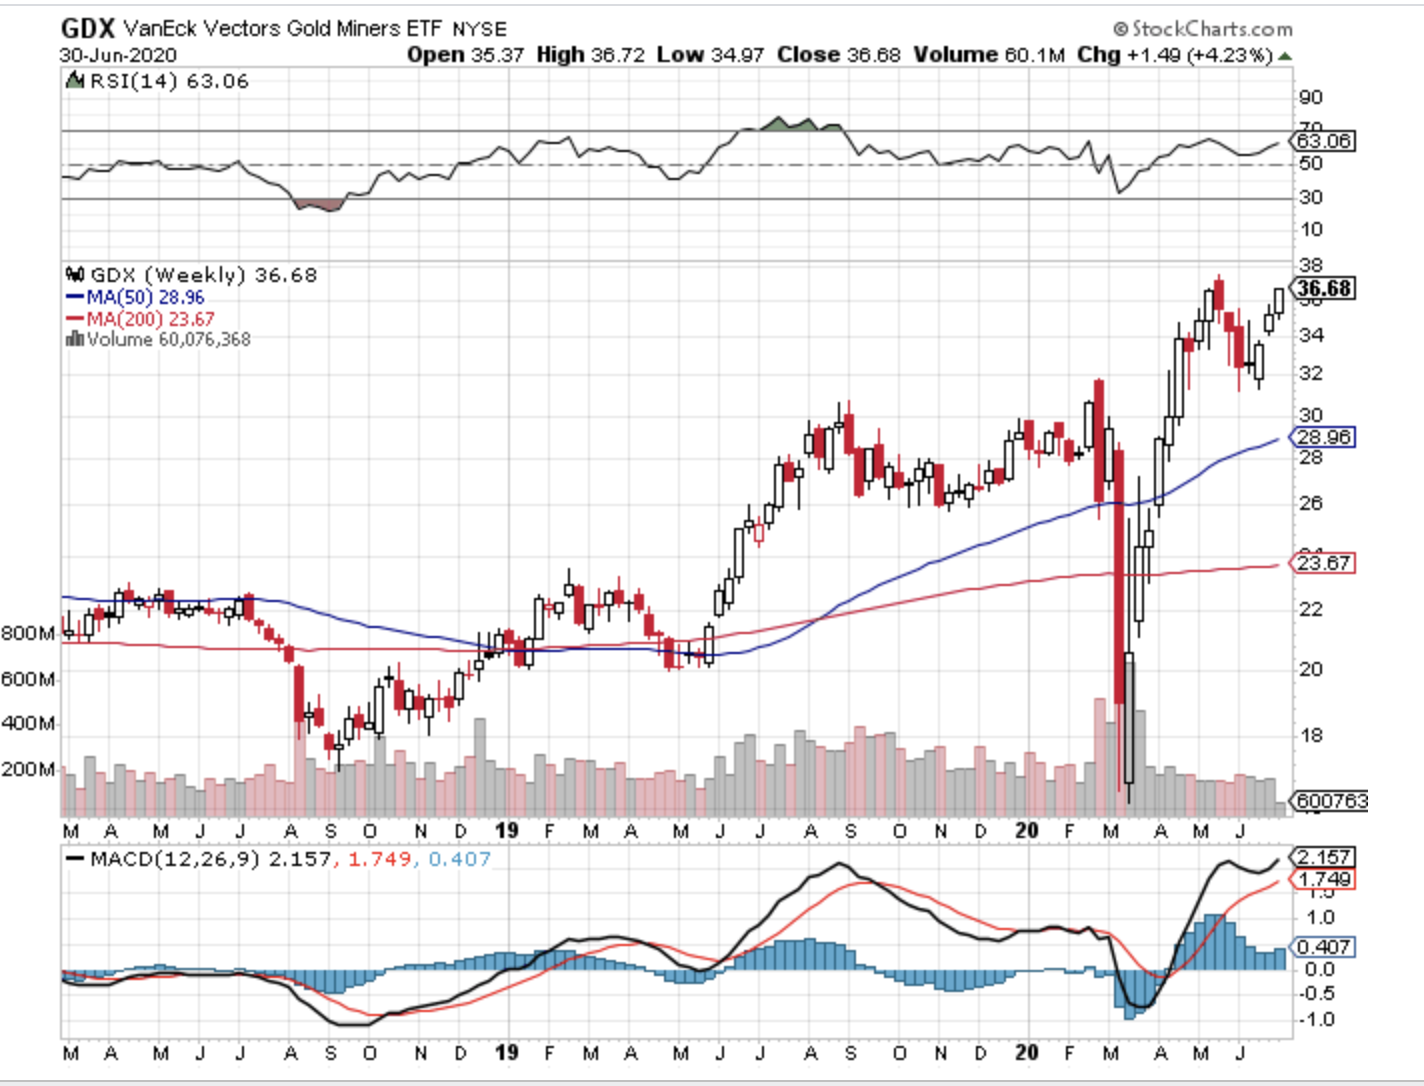 GDX VanEck Vectors Gold Miners ETF NYSE © StockCharts.com
30-Jun-2020 Open 35.37 High 36.72 Low 34.97 Close 36.68 Volume 60.1M Chg +1.49 (+4.23%)
RSI(14) 63.06
90
70
63.06
50
30
10
GDX (Weekly) 36.68
MA(50) 28.96
MA(200) 23.67
Volume 60,076,368
38
36.68
36
34
32
30
28.96
28
26
24
23.67
22
20
18
800M
600M
400M
200M
600763
M A M J J A S O N D 19 F M A M J J A S O N D 20 F M A M J
MACD(12,26,9) 2.157, 1.749, 0.407
2.157
1.749
1.5
1.0
0.407
0.0
-0.5
-1.0
M A M J J A S O N D 19 F M A M J J A S O N D 20 F M A M J